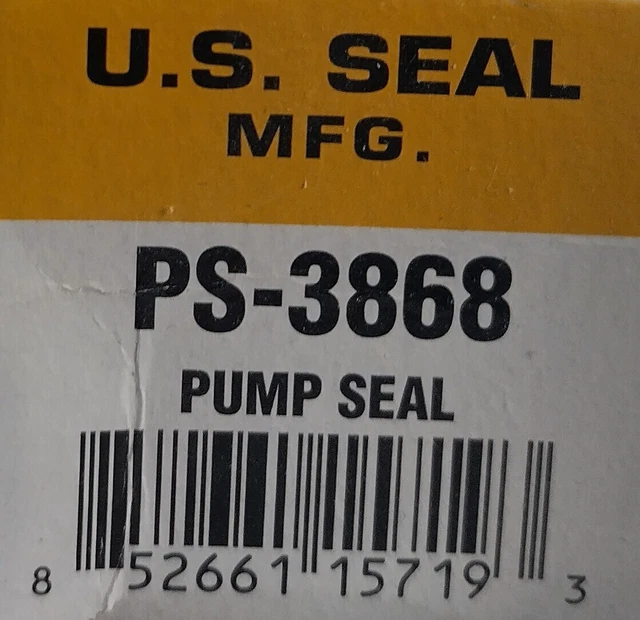 U.S. SEAL
MFG.
PS-3868
PUMP SEAL
8 52661 15719 3